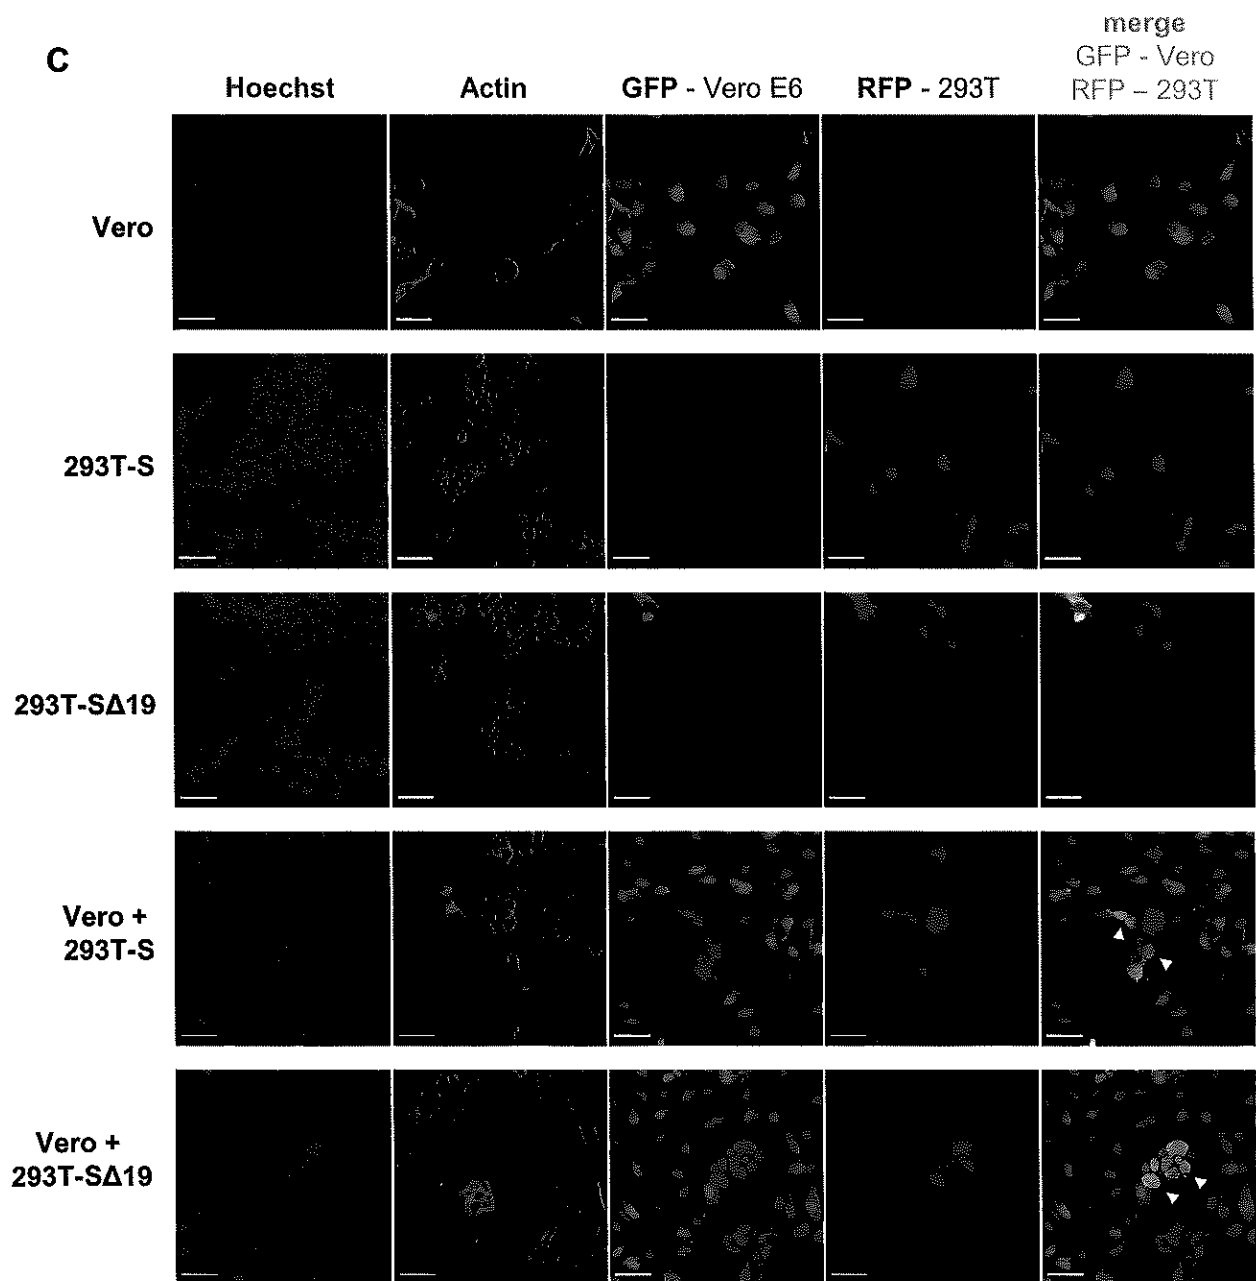 C
merge
GFP - Vero
RFP – 293T
Hoechst
Actin
GFP - Vero E6
RFP - 293T
Vero
293T-S
293T-SΔ19
Vero +
293T-S
Vero +
293T-SΔ19